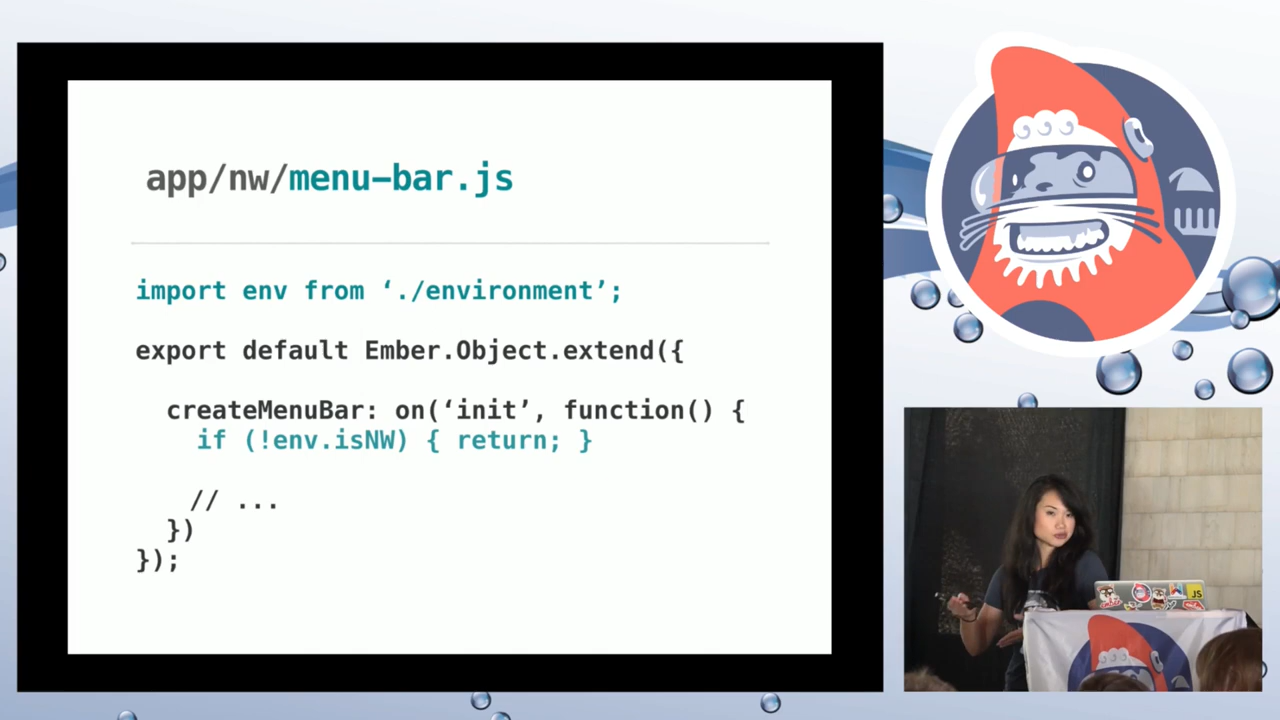 app/nw/menu-bar.js
import env from ‘./environment’;
export default Ember.Object.extend({
createMenuBar: on(‘init’, function() {
if (!env.isNW) { return; }
// ...
})
});
JS